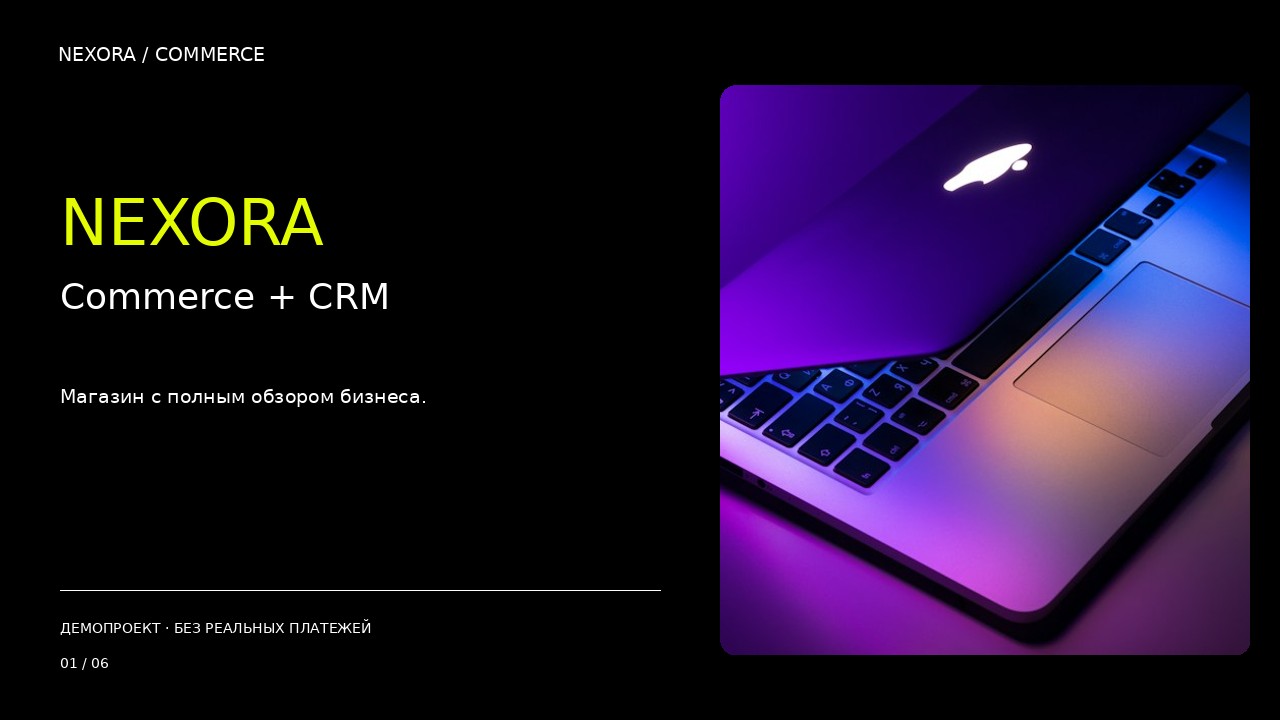 NEXORA / COMMERCE
NEXORA
Commerce + CRM
Магазин с полным обзором бизнеса.
ДЕМОПРОЕКТ · БЕЗ РЕАЛЬНЫХ ПЛАТЕЖЕЙ
01 / 06